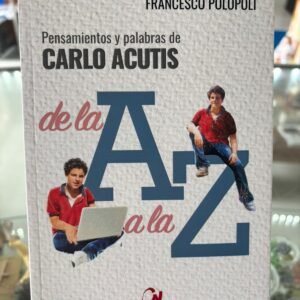 FRANCESCO POLOPOLI
Pensamientos y palabras de
CARLO ACUTIS
de la
A
a la
Z